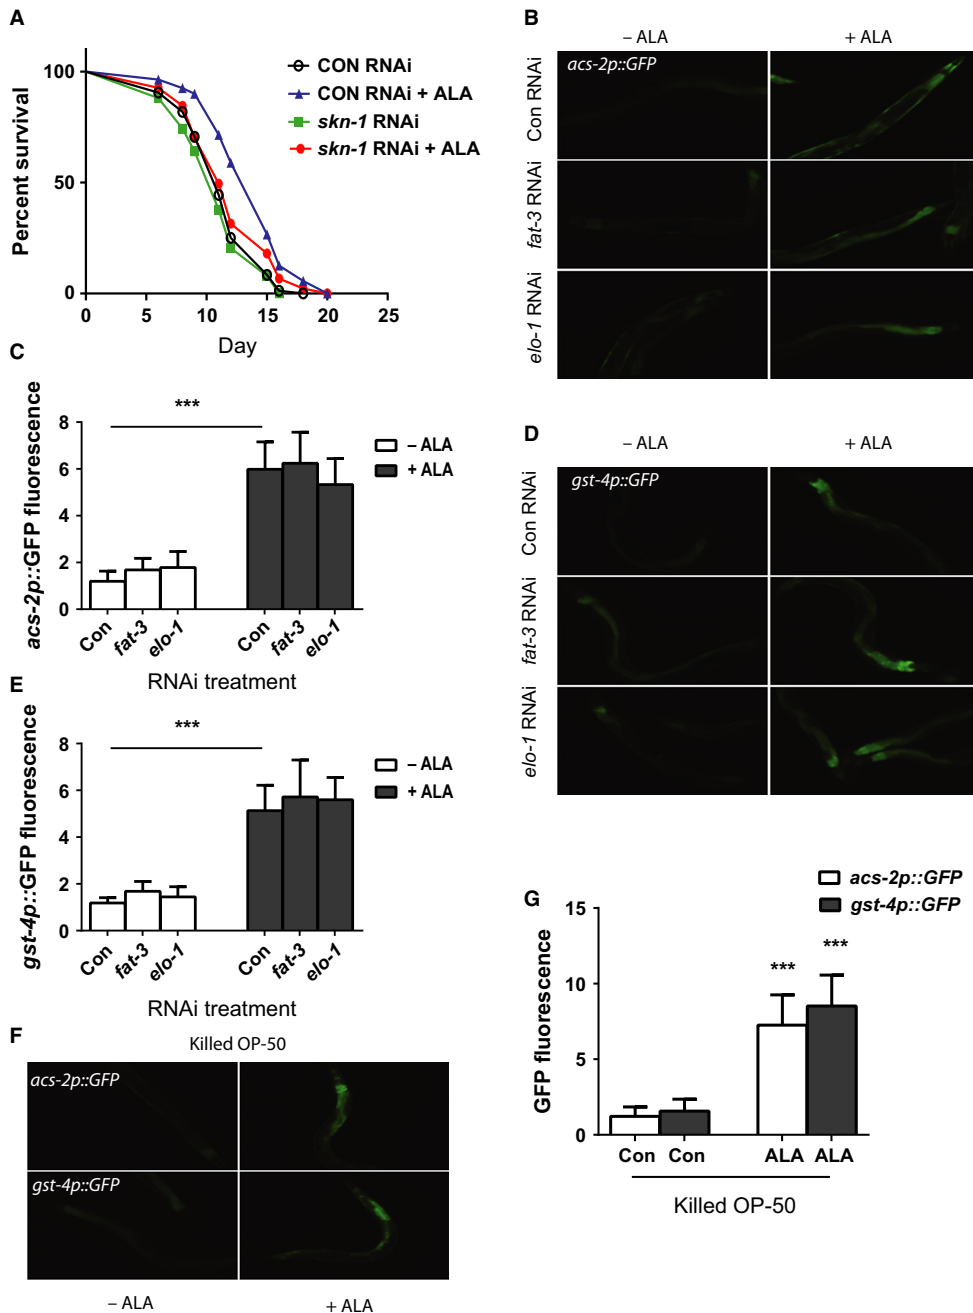 A
100
50
0
Percent survival
0 5 10 15 20 25
Day
CON RNAi
CON RNAi + ALA
skn-1 RNAi
skn-1 RNAi + ALA
B
– ALA + ALA
acs-2p::GFP
Con RNAi
fat-3 RNAi
elo-1 RNAi
C
acs-2p::GFP fluorescence
8
6
4
2
0
***
– ALA
+ ALA
Con fat-3 elo-1 Con fat-3 elo-1
RNAi treatment
D
– ALA + ALA
gst-4p::GFP
Con RNAi
fat-3 RNAi
elo-1 RNAi
E
gst-4p::GFP fluorescence
8
6
4
2
0
***
– ALA
+ ALA
Con fat-3 elo-1 Con fat-3 elo-1
RNAi treatment
F
Killed OP-50
acs-2p::GFP
gst-4p::GFP
– ALA + ALA
G
acs-2p::GFP
gst-4p::GFP
GFP fluorescence
15
10
5
0
*** ***
Con Con ALA ALA
Killed OP-50